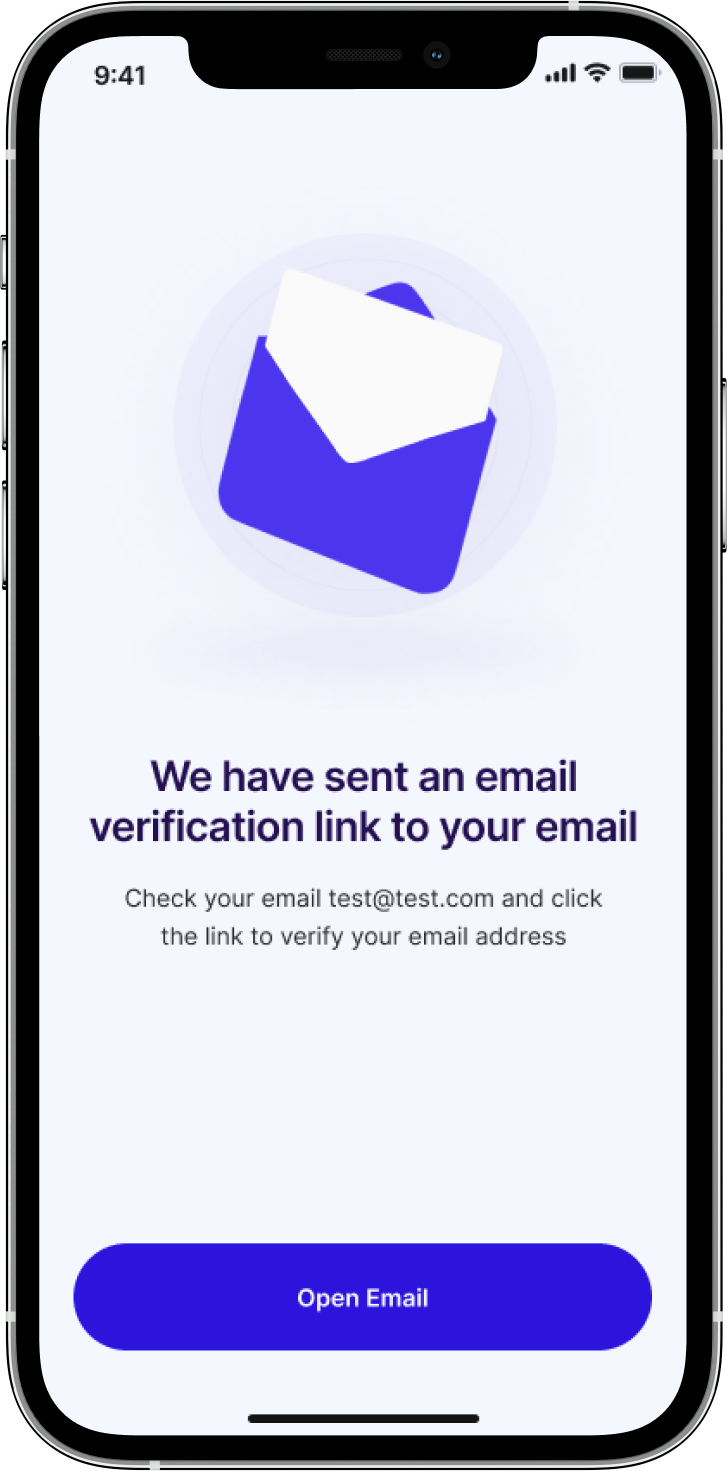 9:41
We have sent an email
verification link to your email
Check your email test@test.com and click
the link to verify your email address
Open Email